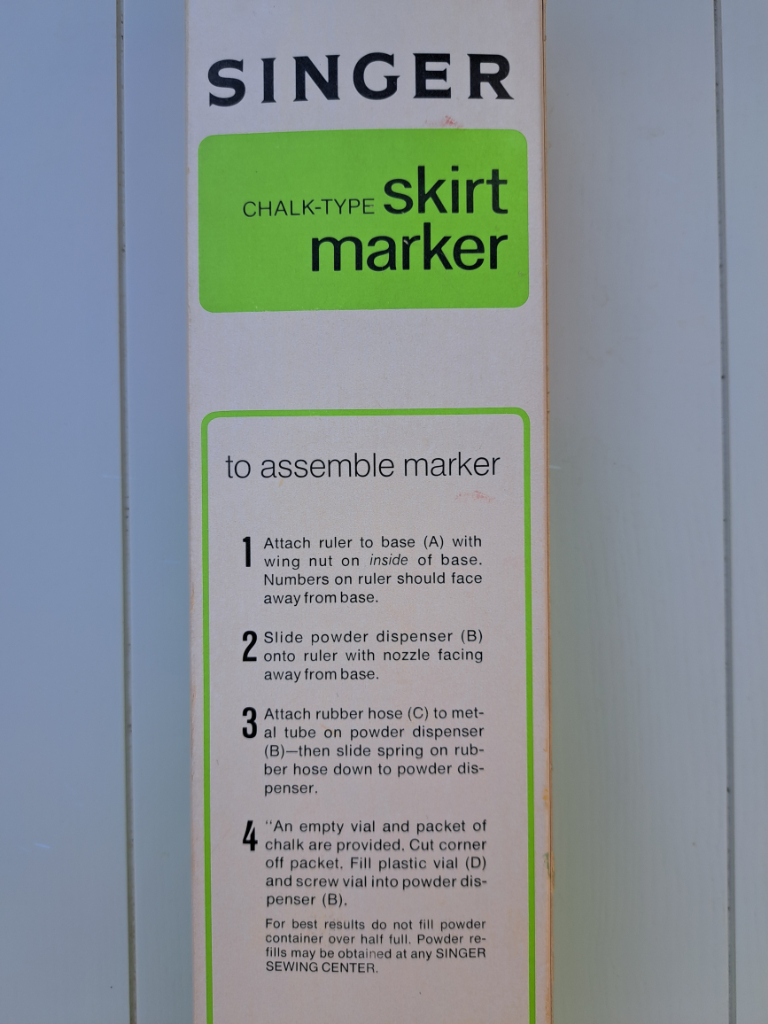 SINGER
CHALK-TYPE skirt
marker
to assemble marker
1 Attach ruler to base (A) with
wing nut on inside of base.
Numbers on ruler should face
away from base.
2 Slide powder dispenser (B)
onto ruler with nozzle facing
away from base.
3 Attach rubber hose (C) to met-
al tube on powder dispenser
(B)—then slide spring on rub-
ber hose down to powder dis-
penser.
4 "An empty vial and packet of
chalk are provided. Cut corner
off packet. Fill plastic vial (D)
and screw vial into powder dis-
penser (B).
For best results do not fill powder
container over half full. Powder re-
fills may be obtained at any SINGER
SEWING CENTER.